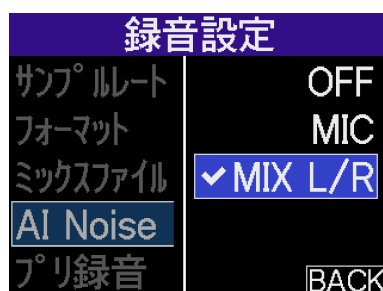 録音設定
サンプルレート
フォーマット
ミックスファイル
AI Noise
プリ録音
OFF
MIC
MIX L/R
BACK